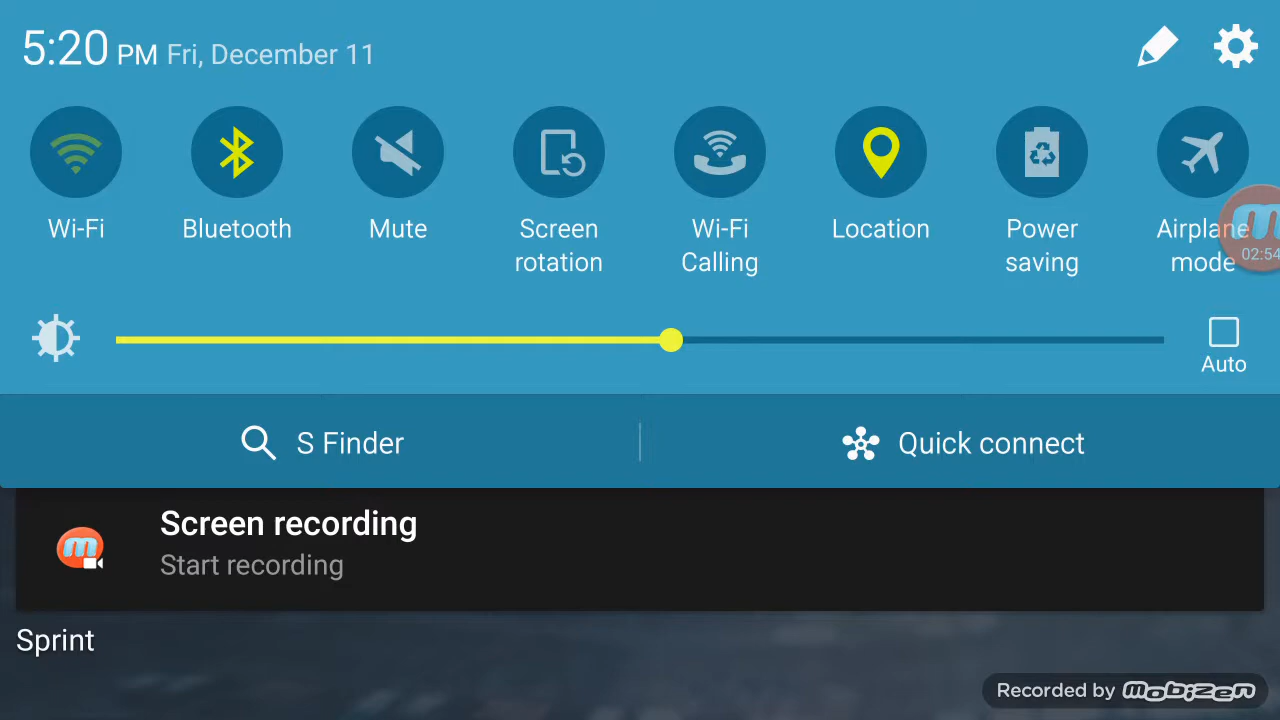 5:20 PM Fri, December 11
Wi-Fi
Bluetooth
Mute
Screen
rotation
Wi-Fi
Calling
Location
Power
saving
Airplane
mode
02:54
Auto
S Finder
Quick connect
Screen recording
Start recording
Sprint
Recorded by Mobizen